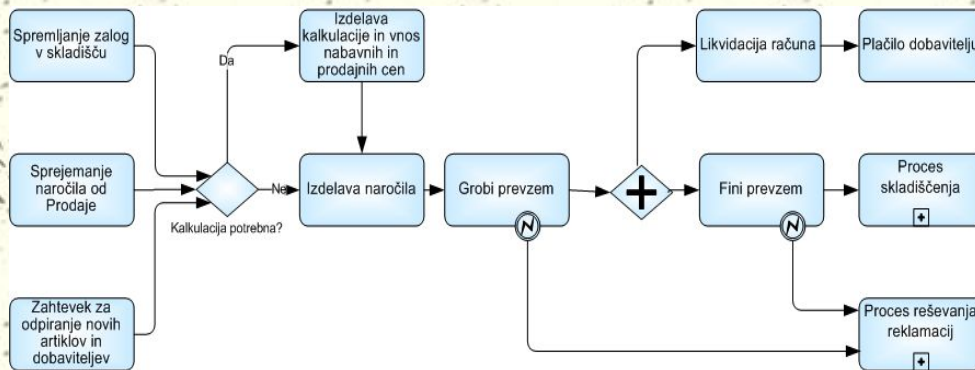 Spremljanje zalog
v skladišču
Da
Izdelava
kalkulacije in vnos
nabavnih in
prodajnih cen
Likvidacija računa
Plačilo dobavitelju
Sprejemanje
naročila od
Prodaje
Kalkulacija potrebna?
Ne
Izdelava naročila
Grobi prevzem
Fini prevzem
Proces
skladiščenja
Zahtevek za
odpiranje novih
artiklov in
dobaviteljev
Proces reševanja
reklamacij